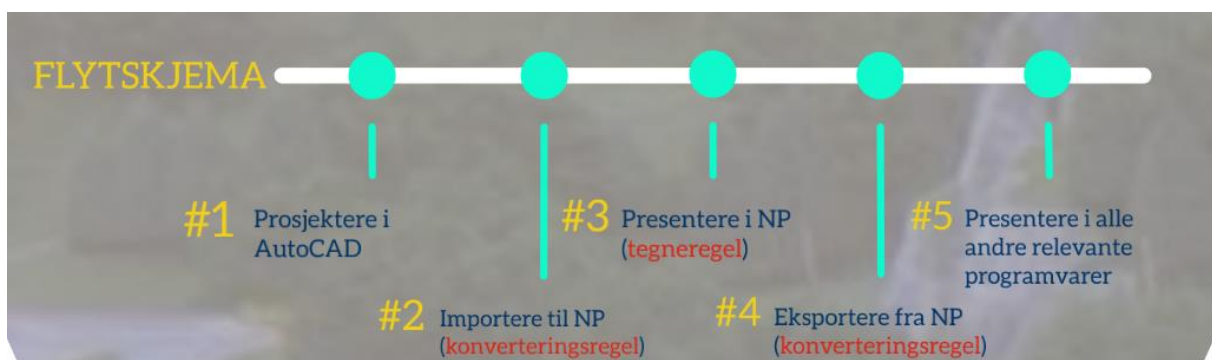 FLYTSKJEMA
#1 Prosjektere i
AutoCAD
#2 Importere til NP
(konverteringsregel)
#3 Presentere i NP
(tegneregel)
#4 Eksportere fra NP
(konverteringsregel)
#5 Presentere i alle
andre relevante
programvarer